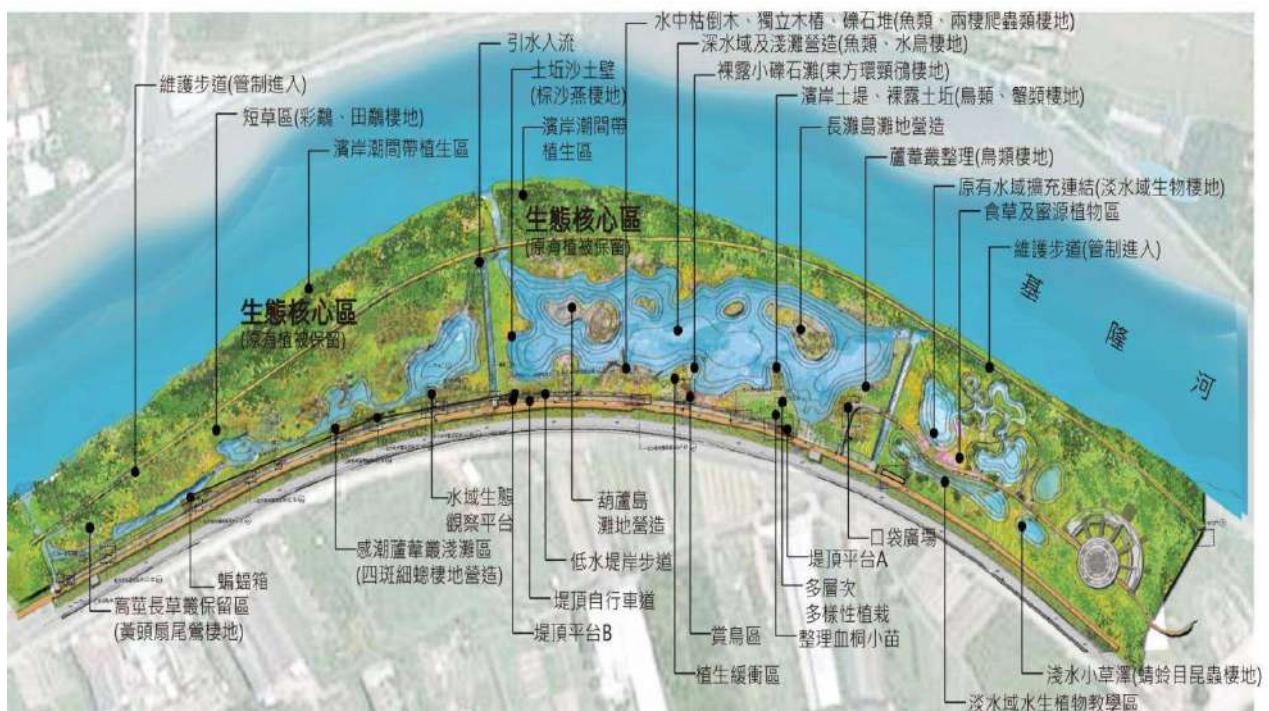 水中枯倒木、獨立木樁、礫石堆(魚類、兩棲爬蟲類棲地)
引水入流
深水域及淺灘營造(魚類、水鳥棲地)
土坵沙土壁
(棕沙燕棲地)
裸露小礫石灘(東方環頸鴴棲地)
維護步道(管制進入)
濱岸土堤、裸露土坵(鳥類、蟹類棲地)
短草區(彩鷸、田鷸棲地)
濱岸潮間帶
植生區
長灘島灘地營造
濱岸潮間帶植生區
蘆葦叢整理(鳥類棲地)
原有水域擴充連結(淡水域生物棲地)
食草及蜜源植物區
維護步道(管制進入)
生態核心區
(原有植被保留)
生態核心區
(原有植被保留)
基
隆
河
水域生態
觀察平台
葫蘆島
灘地營造
口袋廣場
感潮蘆葦叢淺灘區
(四斑細蟌棲地營造)
低水堤岸步道
堤頂平台A
蝙蝠箱
多層次
多樣性植栽
高莖長草叢保留區
(黃頭扇尾鶯棲地)
堤頂自行車道
堤頂平台B
賞鳥區
整理血桐小苗
植生緩衝區
淺水小草澤(蜻蛉目昆蟲棲地)
淡水域水生植物教學區